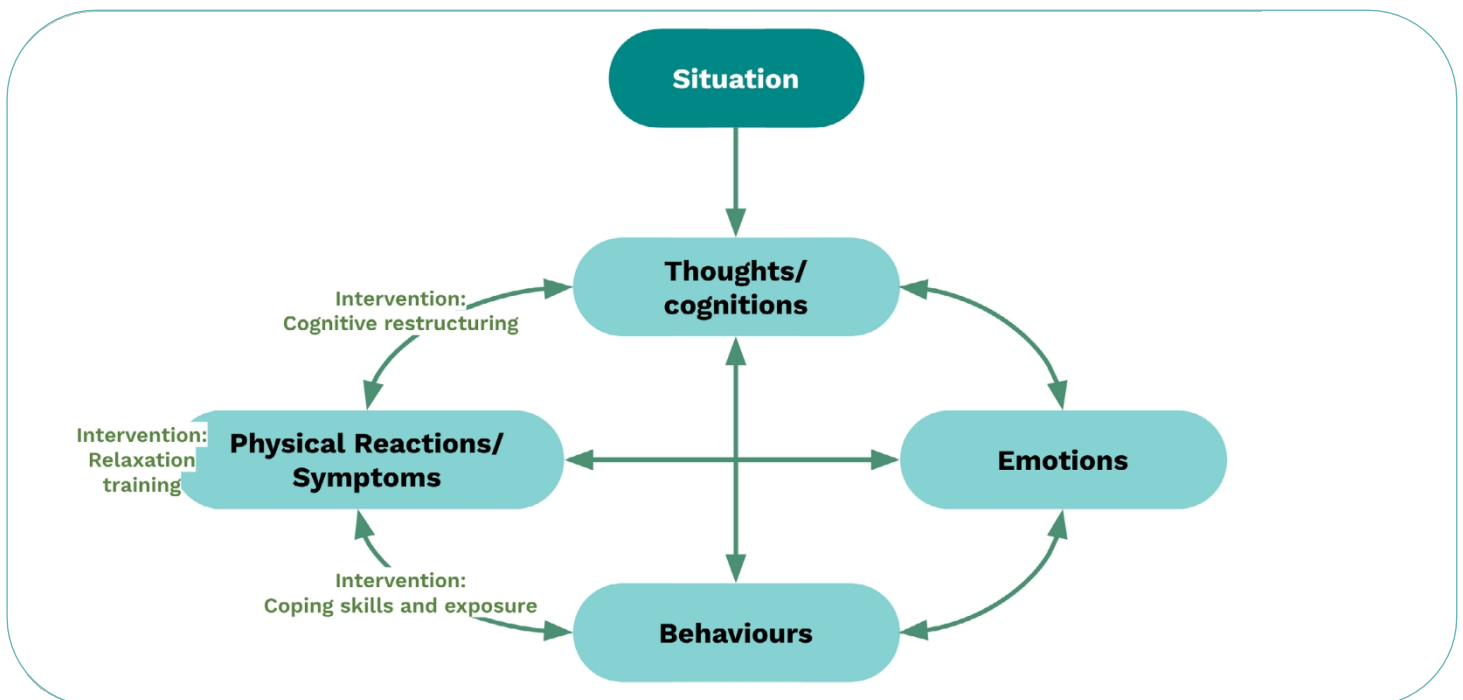 Situation
Thoughts/
cognitions
Intervention:
Cognitive restructuring
Intervention:
Relaxation
training
Physical Reactions/
Symptoms
Emotions
Intervention:
Coping skills and exposure
Behaviours